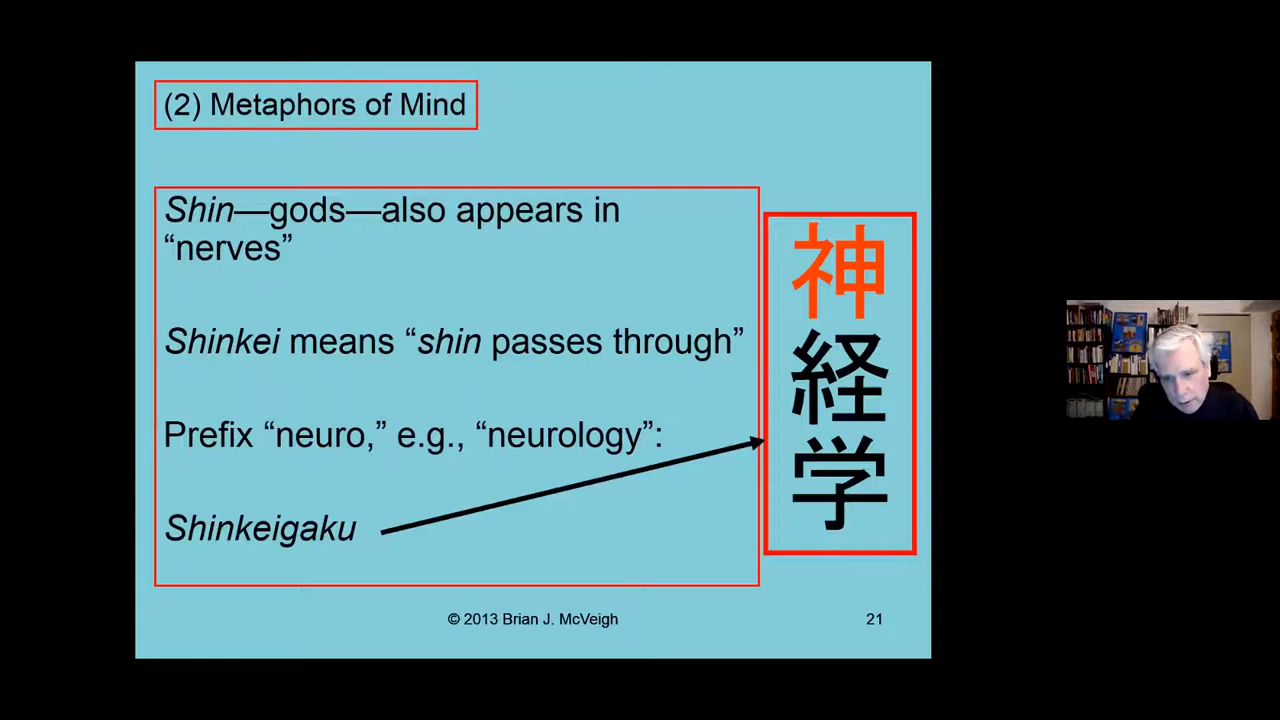 (2) Metaphors of Mind
Shin—gods—also appears in
“nerves”
Shinkei means “shin passes through”
Prefix “neuro,” e.g., “neurology”:
Shinkeigaku
神
経
学
© 2013 Brian J. McVeigh
21